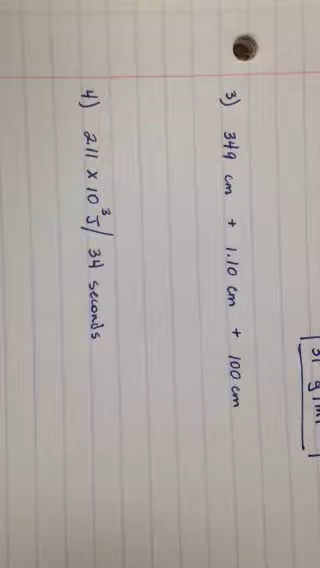 3) 349 cm + 1.10 cm + 100 cm
4) 2.11 x 10³ J/ 34 seconds